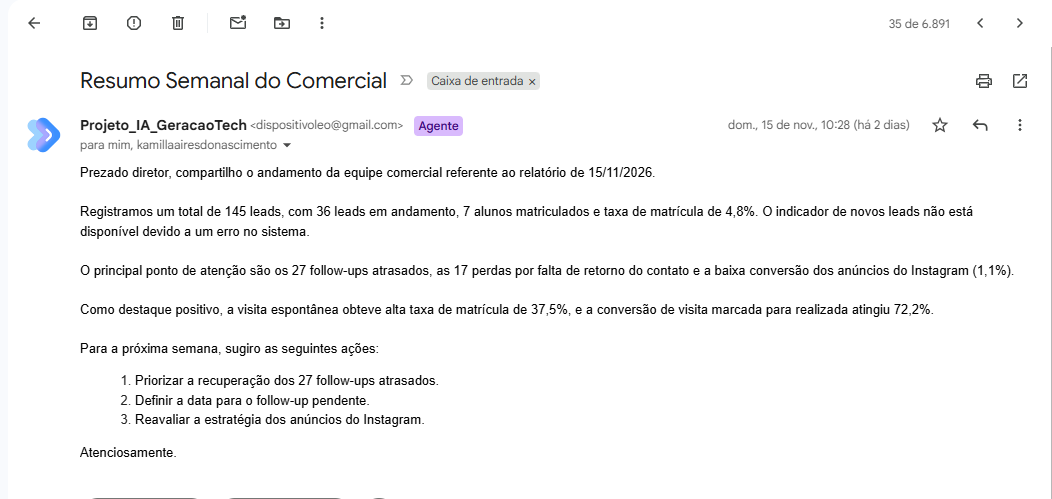 35 de 6.891
Resumo Semanal do Comercial
Caixa de entrada ×
Projeto_IA_GeracaoTech <dispositivoleo@gmail.com> Agente
dom., 15 de nov., 10:28 (há 2 dias)
para mim, kamillaairesdonascimento
Prezado diretor, compartilho o andamento da equipe comercial referente ao relatório de 15/11/2026.
Registramos um total de 145 leads, com 36 leads em andamento, 7 alunos matriculados e taxa de matrícula de 4,8%. O indicador de novos leads não está
disponível devido a um erro no sistema.
O principal ponto de atenção são os 27 follow-ups atrasados, as 17 perdas por falta de retorno do contato e a baixa conversão dos anúncios do Instagram (1,1%).
Como destaque positivo, a visita espontânea obteve alta taxa de matrícula de 37,5%, e a conversão de visita marcada para realizada atingiu 72,2%.
Para a próxima semana, sugiro as seguintes ações:
1. Priorizar a recuperação dos 27 follow-ups atrasados.
2. Definir a data para o follow-up pendente.
3. Reavaliar a estratégia dos anúncios do Instagram.
Atenciosamente.